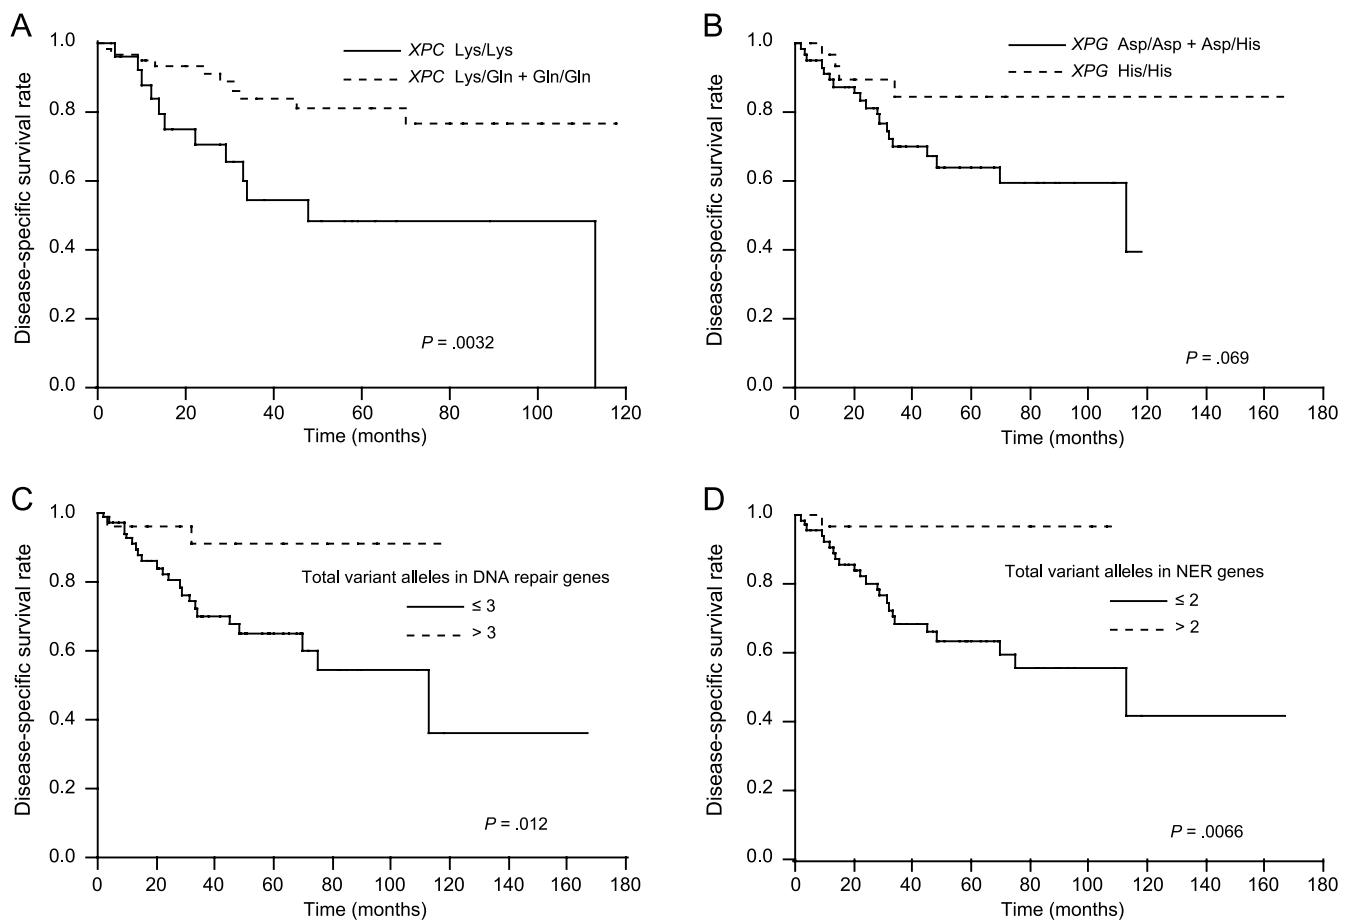 A
Disease-specific survival rate
1.0
0.8
0.6
0.4
0.2
0.0
XPC Lys/Lys
XPC Lys/Gln + Gln/Gln
P = .0032
0 20 40 60 80 100 120
Time (months)
B
Disease-specific survival rate
1.0
0.8
0.6
0.4
0.2
0.0
XPG Asp/Asp + Asp/His
XPG His/His
P = .069
0 20 40 60 80 100 120 140 160 180
Time (months)
C
Disease-specific survival rate
1.0
0.8
0.6
0.4
0.2
0.0
Total variant alleles in DNA repair genes
≤ 3
> 3
P = .012
0 20 40 60 80 100 120 140 160 180
Time (months)
D
Disease-specific survival rate
1.0
0.8
0.6
0.4
0.2
0.0
Total variant alleles in NER genes
≤ 2
> 2
P = .0066
0 20 40 60 80 100 120 140 160 180
Time (months)